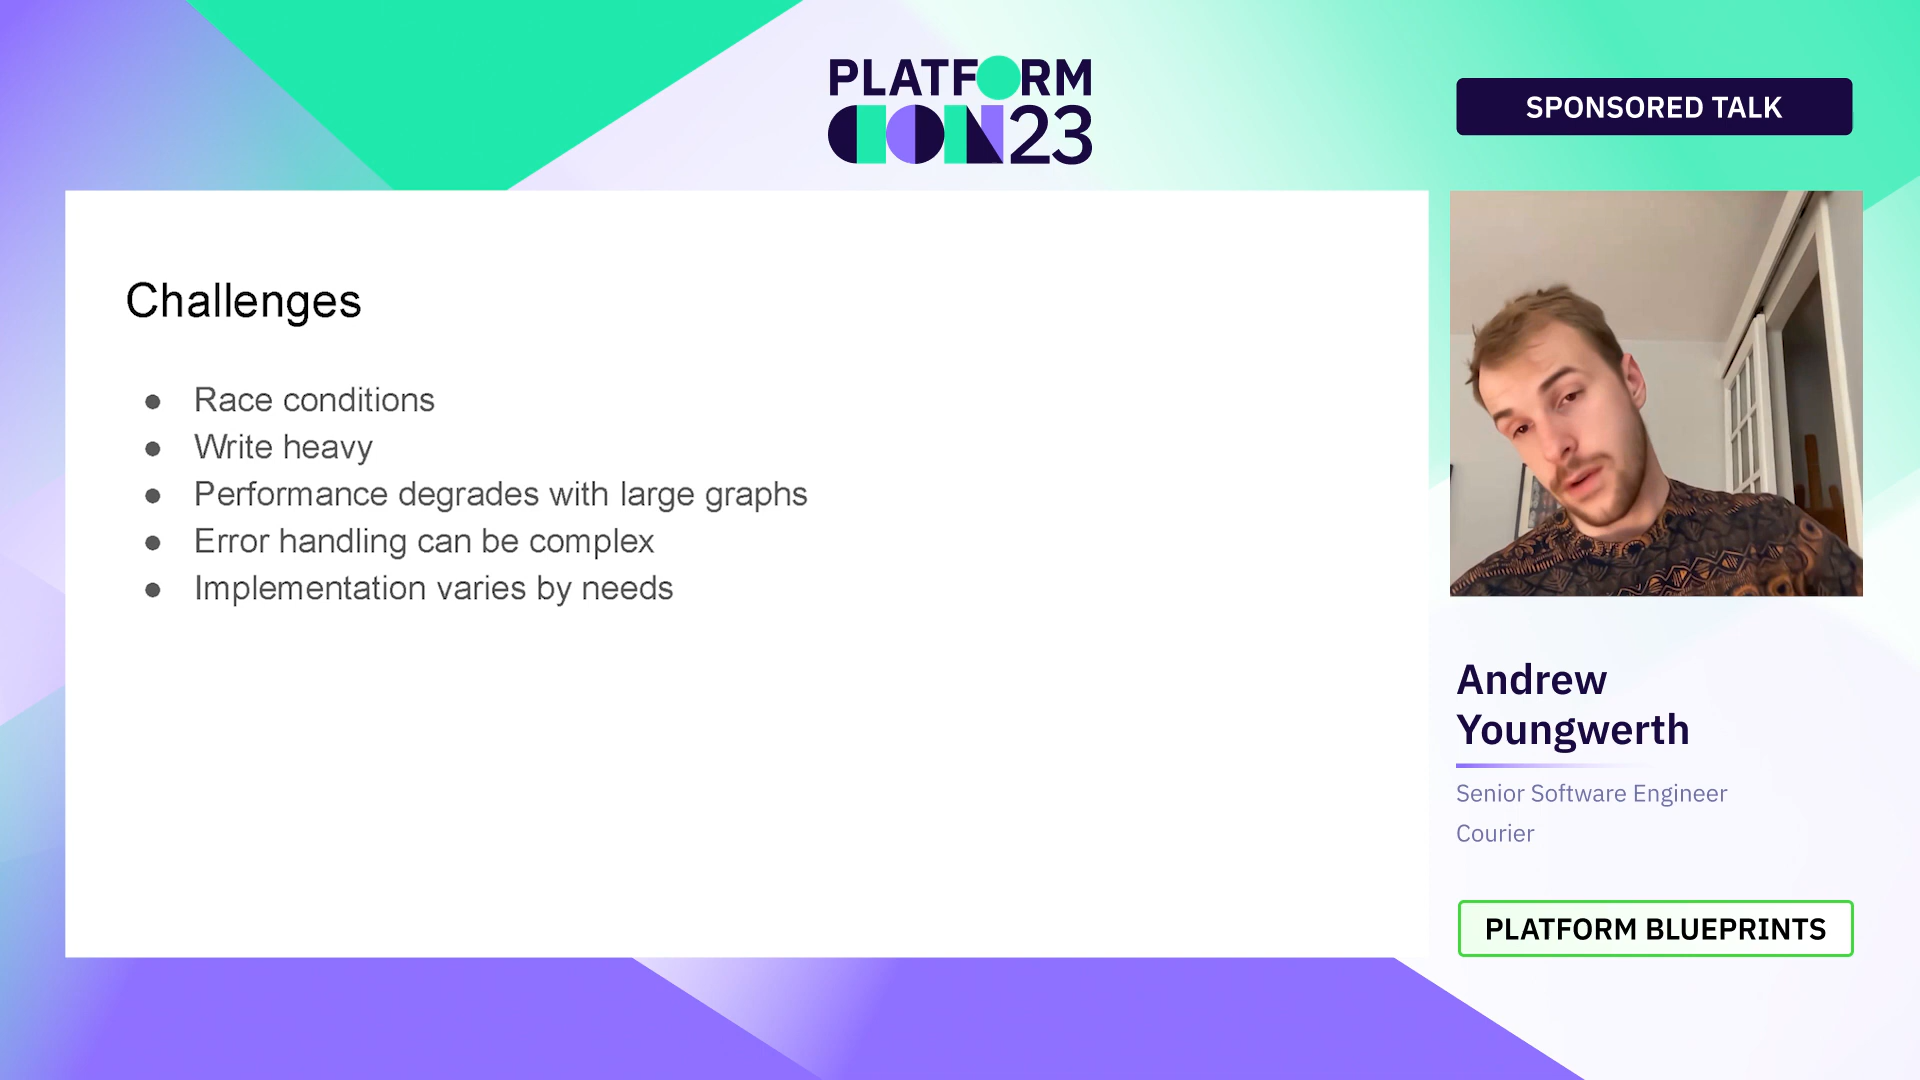 PLATFORM
CON23
SPONSORED TALK
Challenges
● Race conditions
● Write heavy
● Performance degrades with large graphs
● Error handling can be complex
● Implementation varies by needs
Andrew
Youngwerth
Senior Software Engineer
Courier
PLATFORM BLUEPRINTS